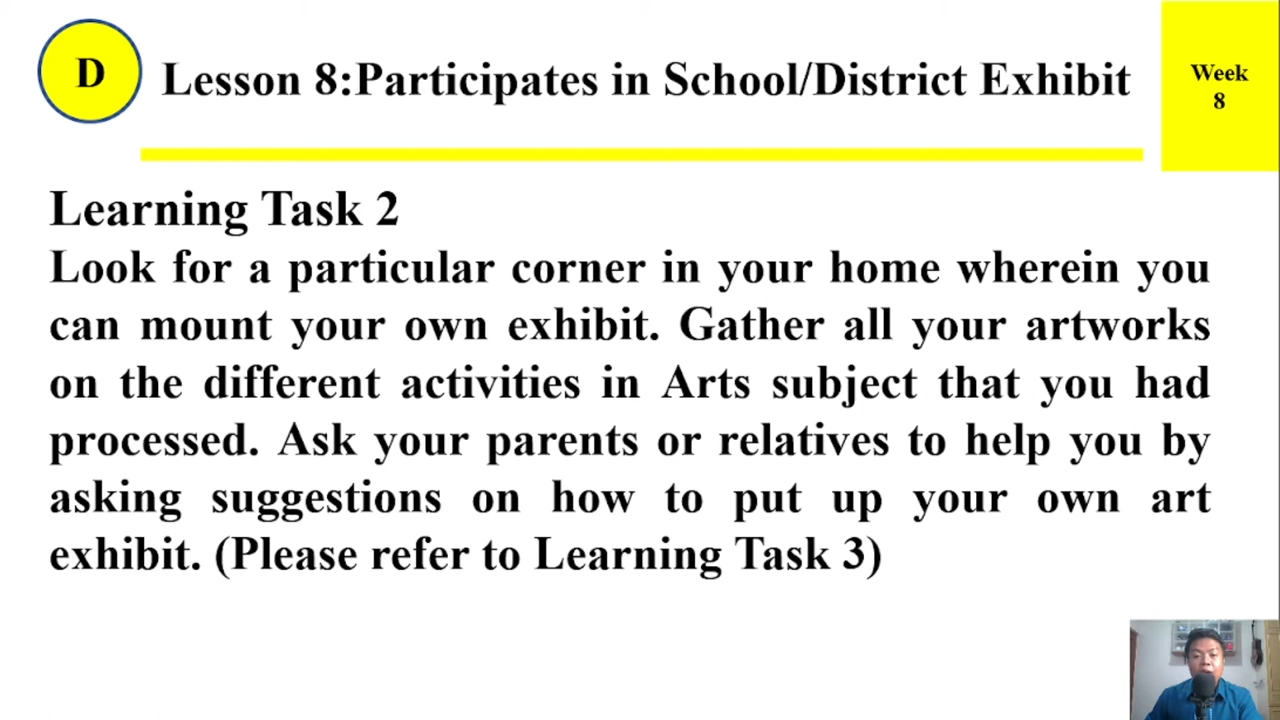 D
Lesson 8:Participates in School/District Exhibit
Week
8
Learning Task 2
Look for a particular corner in your home wherein you
can mount your own exhibit. Gather all your artworks
on the different activities in Arts subject that you had
processed. Ask your parents or relatives to help you by
asking suggestions on how to put up your own art
exhibit. (Please refer to Learning Task 3)